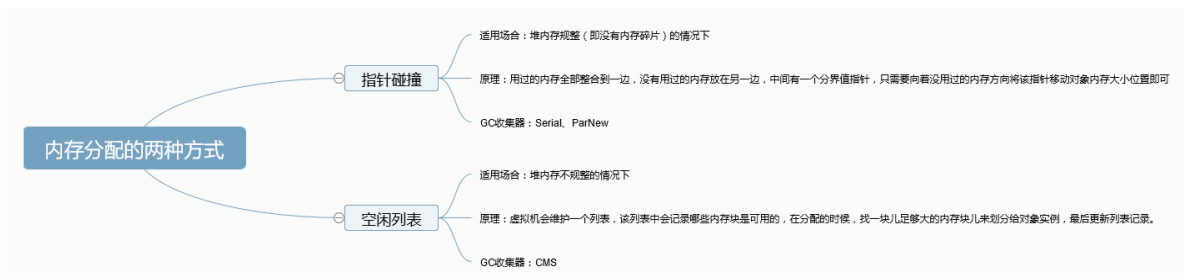 内存分配的两种方式
指针碰撞
适用场合：堆内存规整（即没有内存碎片）的情况下
原理：用过的内存全部整合到一边，没有用过的内存放在另一边，中间有一个分界值指针，只需要向着没用过的内存方向将该指针移动对象内存大小位置即可
GC收集器：Serial、ParNew
空闲列表
适用场合：堆内存不规整的情况下
原理：虚拟机会维护一个列表，该列表中会记录哪些内存块是可用的，在分配的时候，找一块儿足够大的内存块儿来划分给对象实例，最后更新列表记录。
GC收集器：CMS